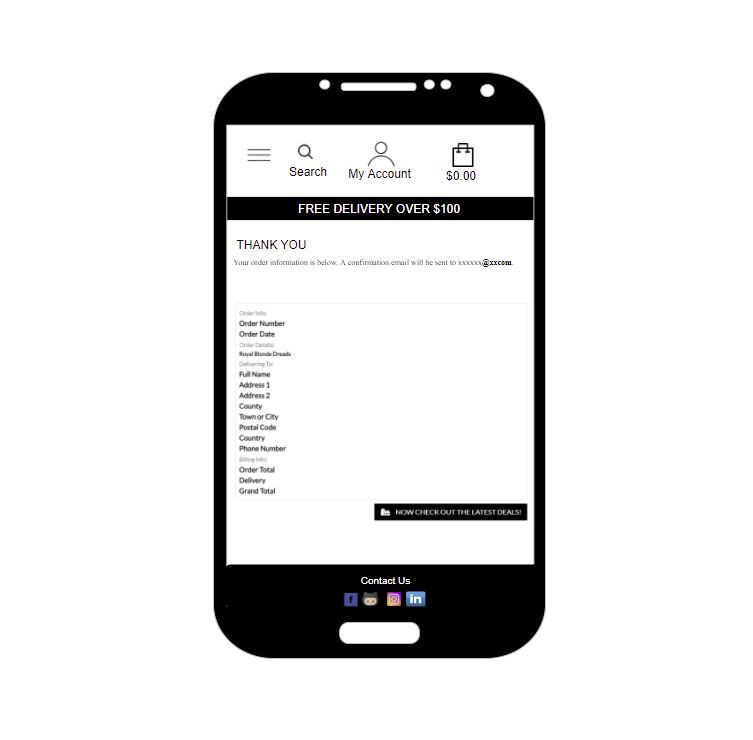 Search
My Account
$0.00
FREE DELIVERY OVER $100
THANK YOU
Your order information is below. A confirmation email will be sent to xxxxxx@xxcom.
Order Info:
Order Number
Order Date
Order Details:
Royal Blonde Dreads
Delivering To:
Full Name
Address 1
Address 2
County
Town or City
Postal Code
Country
Phone Number
Billing Info:
Order Total
Delivery
Grand Total
NOW CHECK OUT THE LATEST DEALS!
Contact Us
f
in